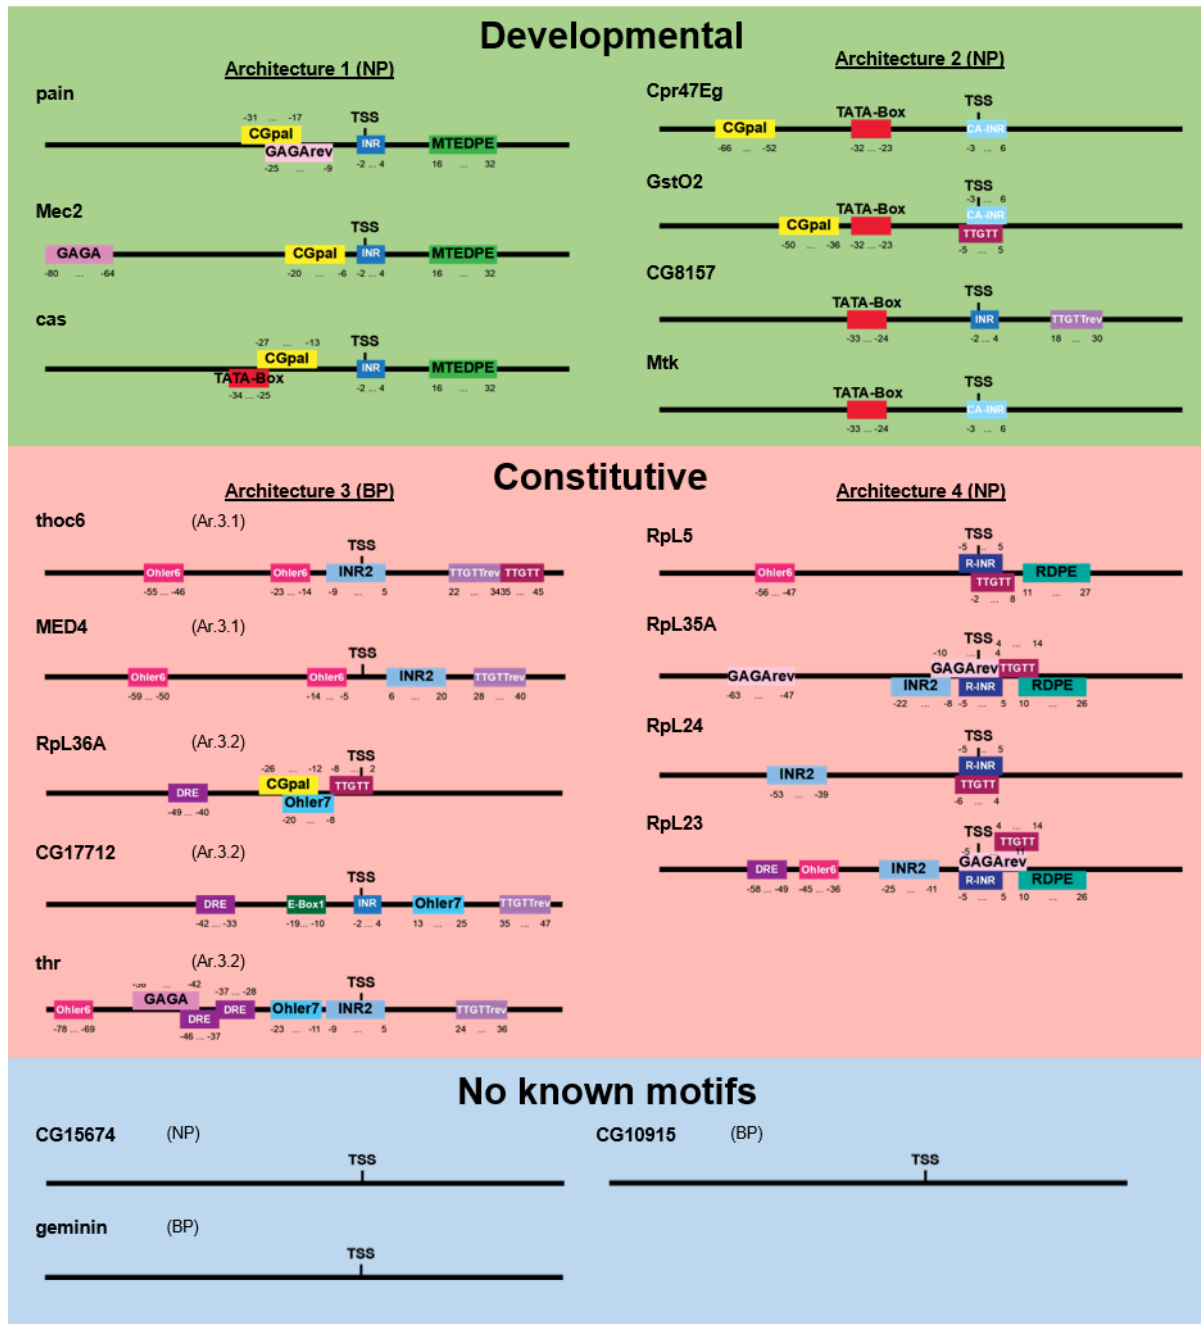 Developmental
Architecture 1 (NP)
pain
-31 ... -17
TSS
CGpal
INR
MTEDPE
GAGArev
-25 ... -9
-2 ... 4
16 ... 32
Mec2
TSS
GAGA
CGpal
INR
MTEDPE
-80 ... -64
-20 ... -6
-2 ... 4
16 ... 32
cas
-27 ... -13
TSS
CGpal
INR
MTEDPE
TATA-Box
-34 ... -25
-2 ... 4
16 ... 32
Architecture 2 (NP)
Cpr47Eg
TATA-Box
TSS
CGpal
CA-INR
-66 ... -52
-32 ... -23
-3 ... 6
GstO2
TSS
-3 ... 6
TATA-Box
CA-INR
CGpal
TTGTT
-50 ... -36
-32 ... -23
-5 ... 5
CG8157
TATA-Box
TSS
INR
TTGTTrev
-33 ... -24
-2 ... 4
18 ... 30
Mtk
TATA-Box
TSS
CA-INR
-33 ... -24
-3 ... 6
Constitutive
Architecture 3 (BP)
thoc6 (Ar.3.1)
TSS
Ohler6
Ohler6
INR2
TTGTTrev
TTGTT
-55 ... -46
-23 ... -14
-9 ... 5
22 ... 34
35 ... 45
MED4 (Ar.3.1)
TSS
Ohler6
Ohler6
INR2
TTGTTrev
-59 ... -50
-14 ... -5
6 ... 20
28 ... 40
RpL36A (Ar.3.2)
TSS
-26 ... -12
-8 ... 2
DRE
CGpal
TTGTT
Ohler7
-49 ... -40
-20 ... -8
CG17712 (Ar.3.2)
TSS
DRE
E-Box1
INR
Ohler7
TTGTTrev
-42 ... -33
-19 ... -10
-2 ... 4
13 ... 25
35 ... 47
thr (Ar.3.2)
TSS
-58 ... -42
-37 ... -28
Ohler6
GAGA
DRE
DRE
Ohler7
INR2
TTGTTrev
-78 ... -69
-46 ... -37
-23 ... -11
-9 ... 5
24 ... 36
Architecture 4 (NP)
RpL5
TSS
-5 ... 5
Ohler6
R-INR
TTGTT
RDPE
-56 ... -47
-2 ... 8
11 ... 27
RpL35A
TSS
-10 ... 4
4 ... 14
GAGArev
GAGArev
TTGTT
INR2
R-INR
RDPE
-63 ... -47
-22 ... -8
-5 ... 5
10 ... 26
RpL24
TSS
-5 ... 5
INR2
R-INR
TTGTT
-53 ... -39
-6 ... 4
RpL23
TSS
4 ... 14
TTGTT
-5 11
GAGArev
DRE
Ohler6
INR2
R-INR
RDPE
-58 ... -49
-45 ... -36
-25 ... -11
-5 ... 5
10 ... 26
No known motifs
CG15674 (NP)
TSS
CG10915 (BP)
TSS
geminin (BP)
TSS